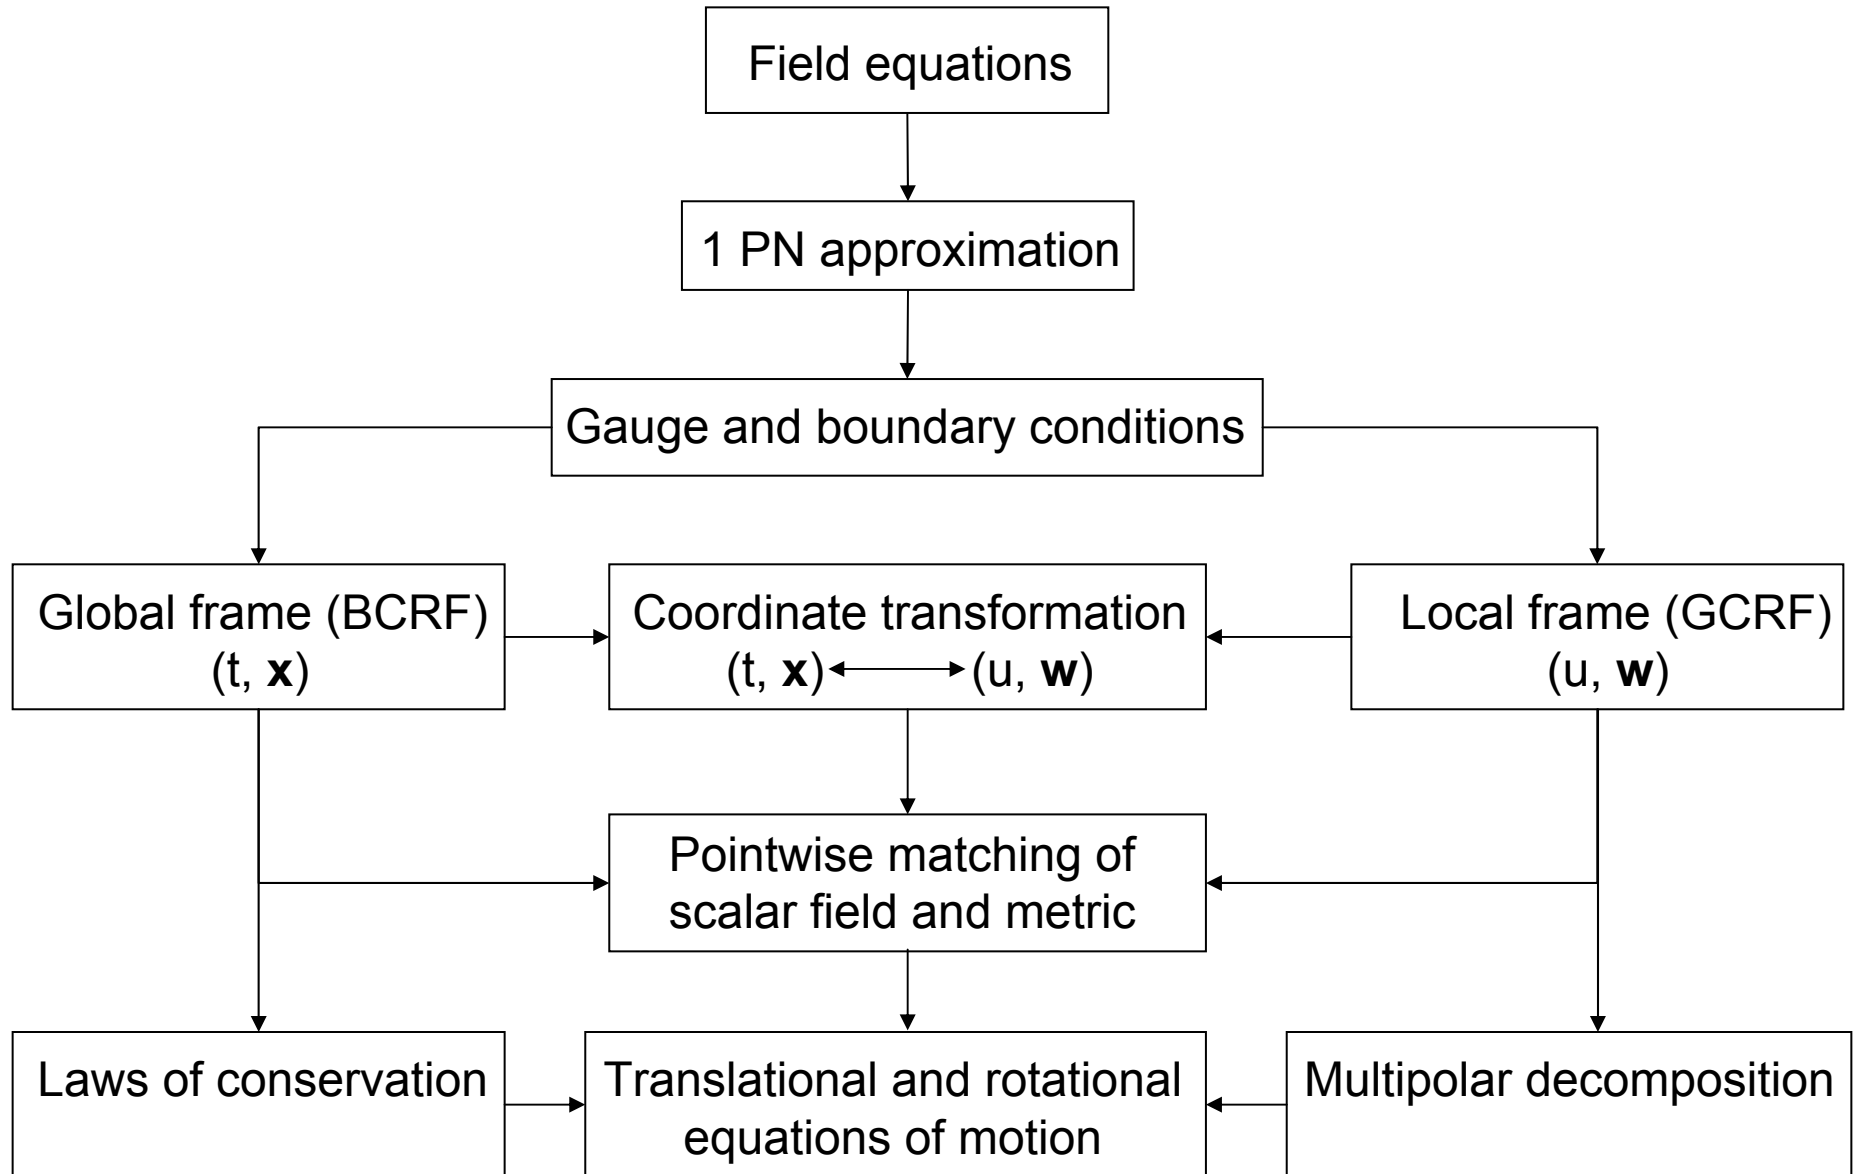 Field equations
1 PN approximation
Gauge and boundary conditions
Global frame (BCRF)
(t, x)
Coordinate transformation
(t, x) (u, w)
Local frame (GCRF)
(u, w)
Pointwise matching of
scalar field and metric
Laws of conservation
Translational and rotational
equations of motion
Multipolar decomposition